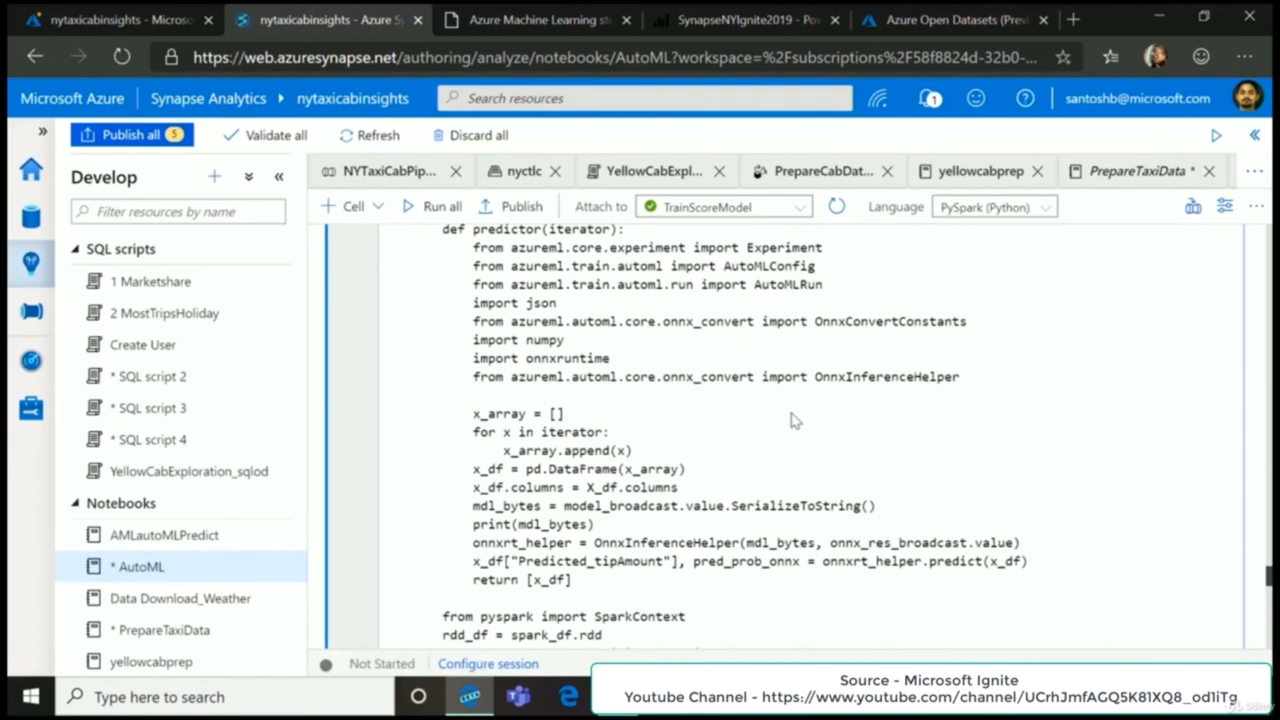 nytaxicabinsights - Microso
nytaxicabinsights - Azure S
Azure Machine Learning st
SynapseNYIgnite2019 - Po
Azure Open Datasets (Prev
https://web.azuresynapse.net/authoring/analyze/notebooks/AutoML?workspace=%2Fsubscriptions%2F58f8824d-32b0-...
Microsoft Azure
Synapse Analytics
nytaxicabinsights
Search resources
1
santoshb@microsoft.com
Publish all 5
Validate all
Refresh
Discard all
Develop
Filter resources by name
SQL scripts
1 Marketshare
2 MostTripsHoliday
Create User
* SQL script 2
* SQL script 3
* SQL script 4
YellowCabExploration_sqlod
Notebooks
AMLautoMLPredict
* AutoML
Data Download_Weather
* PrepareTaxiData
yellowcabprep
NYTaxiCabPip...
nyctlc
YellowCabExpl...
PrepareCabDat...
yellowcabprep
PrepareTaxiData *
Cell
Run all
Publish
Attach to
TrainScoreModel
Language
PySpark (Python)
def predictor(iterator):
from azureml.core.experiment import Experiment
from azureml.train.automl import AutoMLConfig
from azureml.train.automl.run import AutoMLRun
import json
from azureml.automl.core.onnx_convert import OnnxConvertConstants
import numpy
import onnxruntime
from azureml.automl.core.onnx_convert import OnnxInferenceHelper
x_array = []
for x in iterator:
x_array.append(x)
x_df = pd.DataFrame(x_array)
x_df.columns = X_df.columns
mdl_bytes = model_broadcast.value.SerializeToString()
print(mdl_bytes)
onnxrt_helper = OnnxInferenceHelper(mdl_bytes, onnx_res_broadcast.value)
x_df["Predicted_tipAmount"], pred_prob_onnx = onnxrt_helper.predict(x_df)
return [x_df]
from pyspark import SparkContext
rdd_df = spark_df.rdd
Not Started
Configure session
Type here to search
Source - Microsoft Ignite
Youtube Channel - https://www.youtube.com/channel/UCrhJmfAGQ5K81XQ8_od1iTg